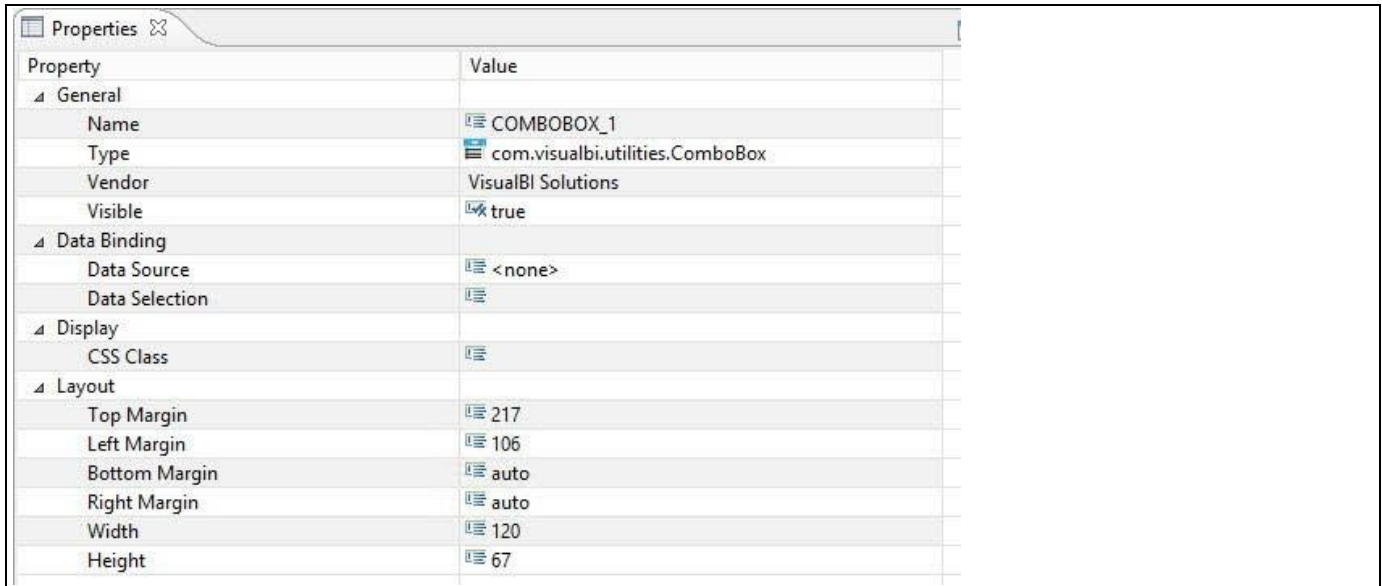 Properties
Property Value
General
Name COMBOBOX_1
Type com.visualbi.utilities.ComboBox
Vendor VisualBI Solutions
Visible true
Data Binding
Data Source <none>
Data Selection
Display
CSS Class
Layout
Top Margin 217
Left Margin 106
Bottom Margin auto
Right Margin auto
Width 120
Height 67